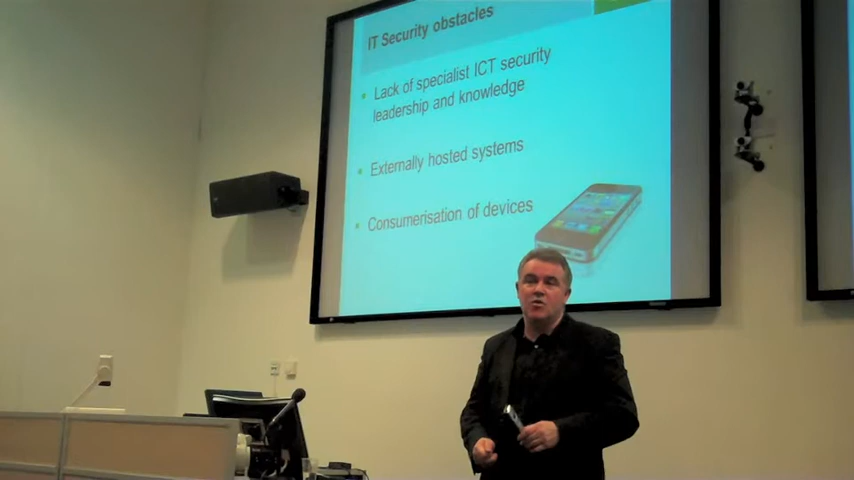 IT Security obstacles
Lack of specialist ICT security
leadership and knowledge
Externally hosted systems
Consumerisation of devices